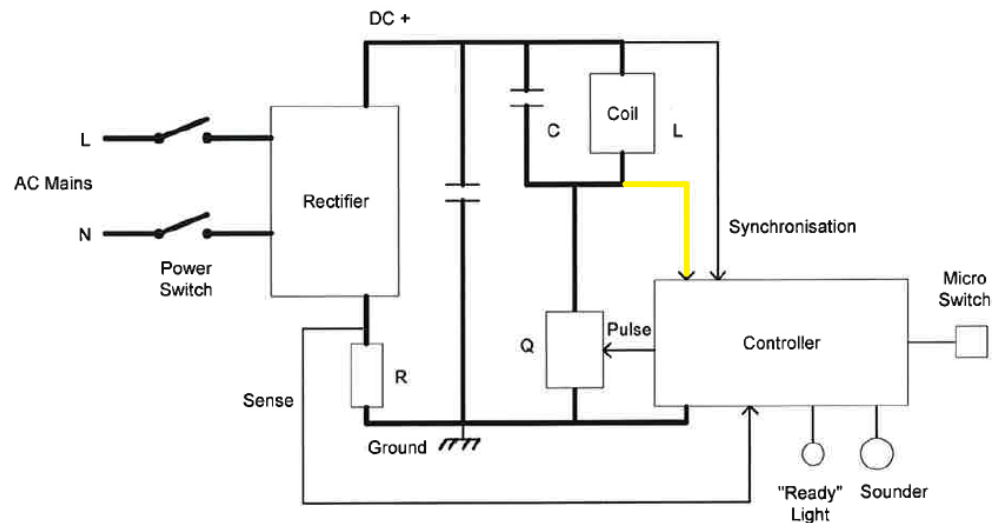 DC +
L
AC Mains
N
Power
Switch
Rectifier
C
Coil
L
Synchronisation
Micro
Switch
Controller
Pulse
Q
R
Sense
Ground
"Ready"
Light
Sounder